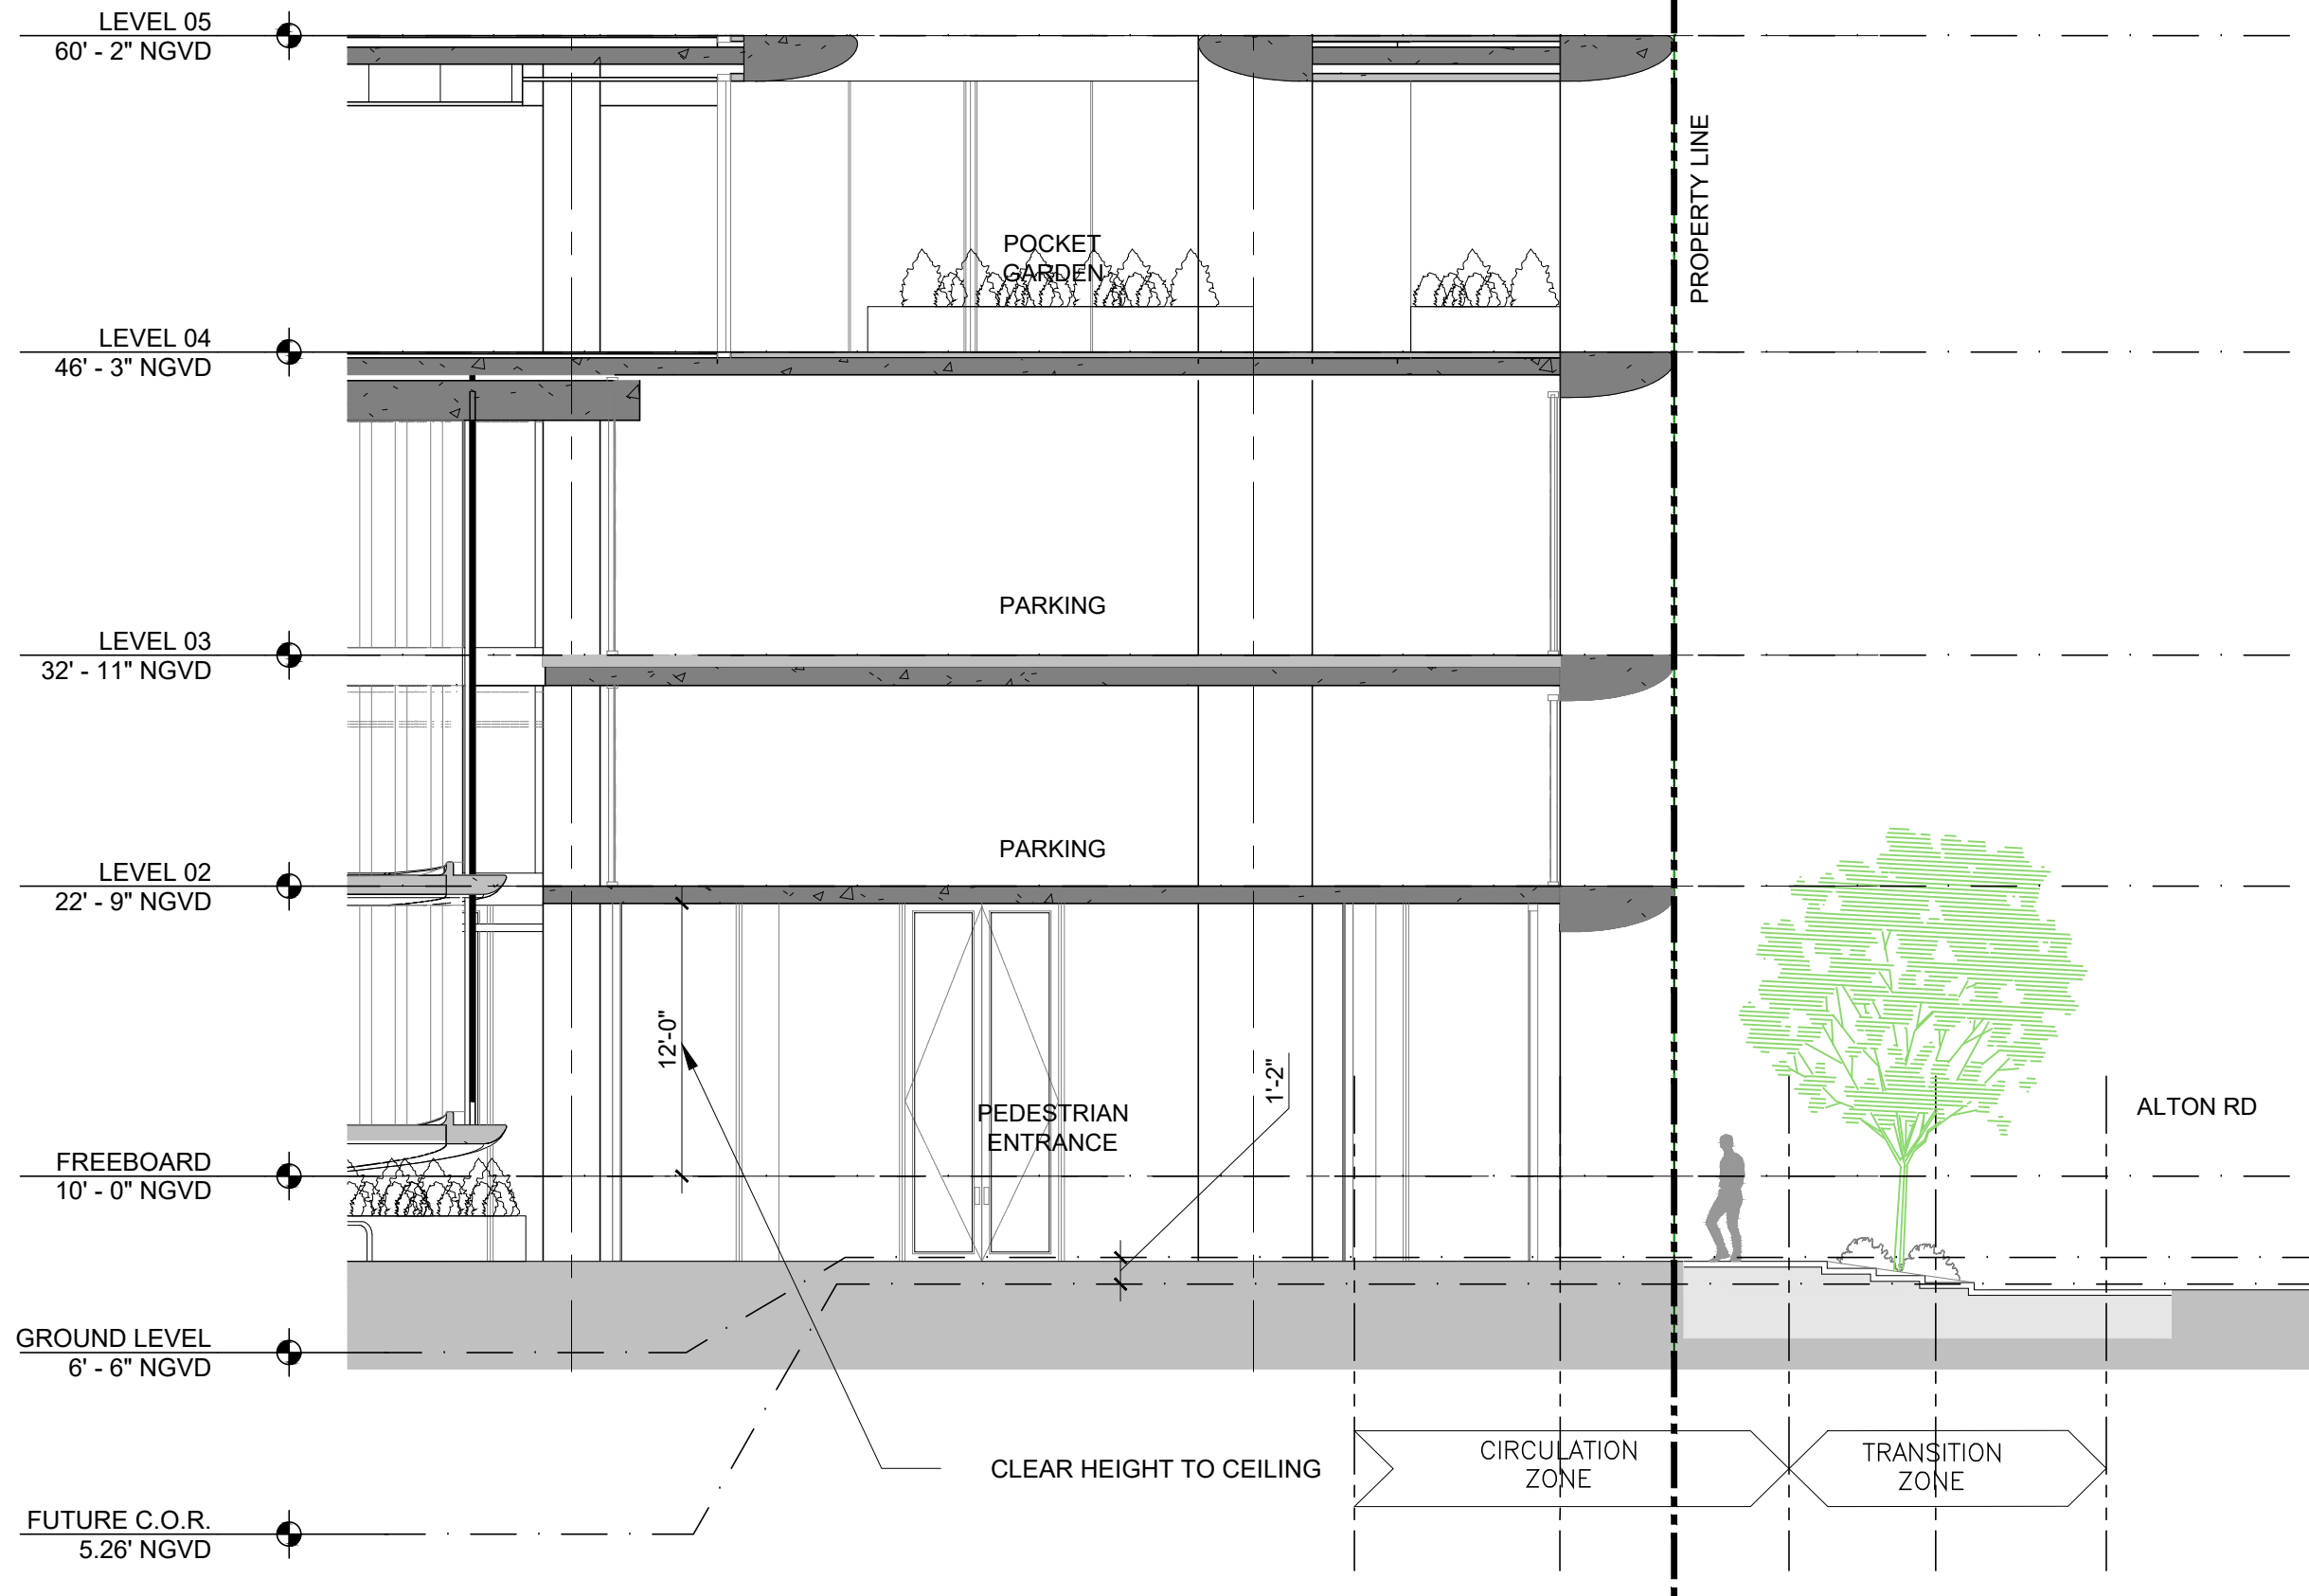 LEVEL 05
60' - 2" NGVD
PROPERTY LINE
POCKET
GARDEN
LEVEL 04
46' - 3" NGVD
PARKING
LEVEL 03
32' - 11" NGVD
PARKING
LEVEL 02
22' - 9" NGVD
12'-0"
1'-2"
PEDESTRIAN
ENTRANCE
ALTON RD
FREEBOARD
10' - 0" NGVD
GROUND LEVEL
6' - 6" NGVD
CLEAR HEIGHT TO CEILING
CIRCULATION
ZONE
TRANSITION
ZONE
FUTURE C.O.R.
5.26' NGVD